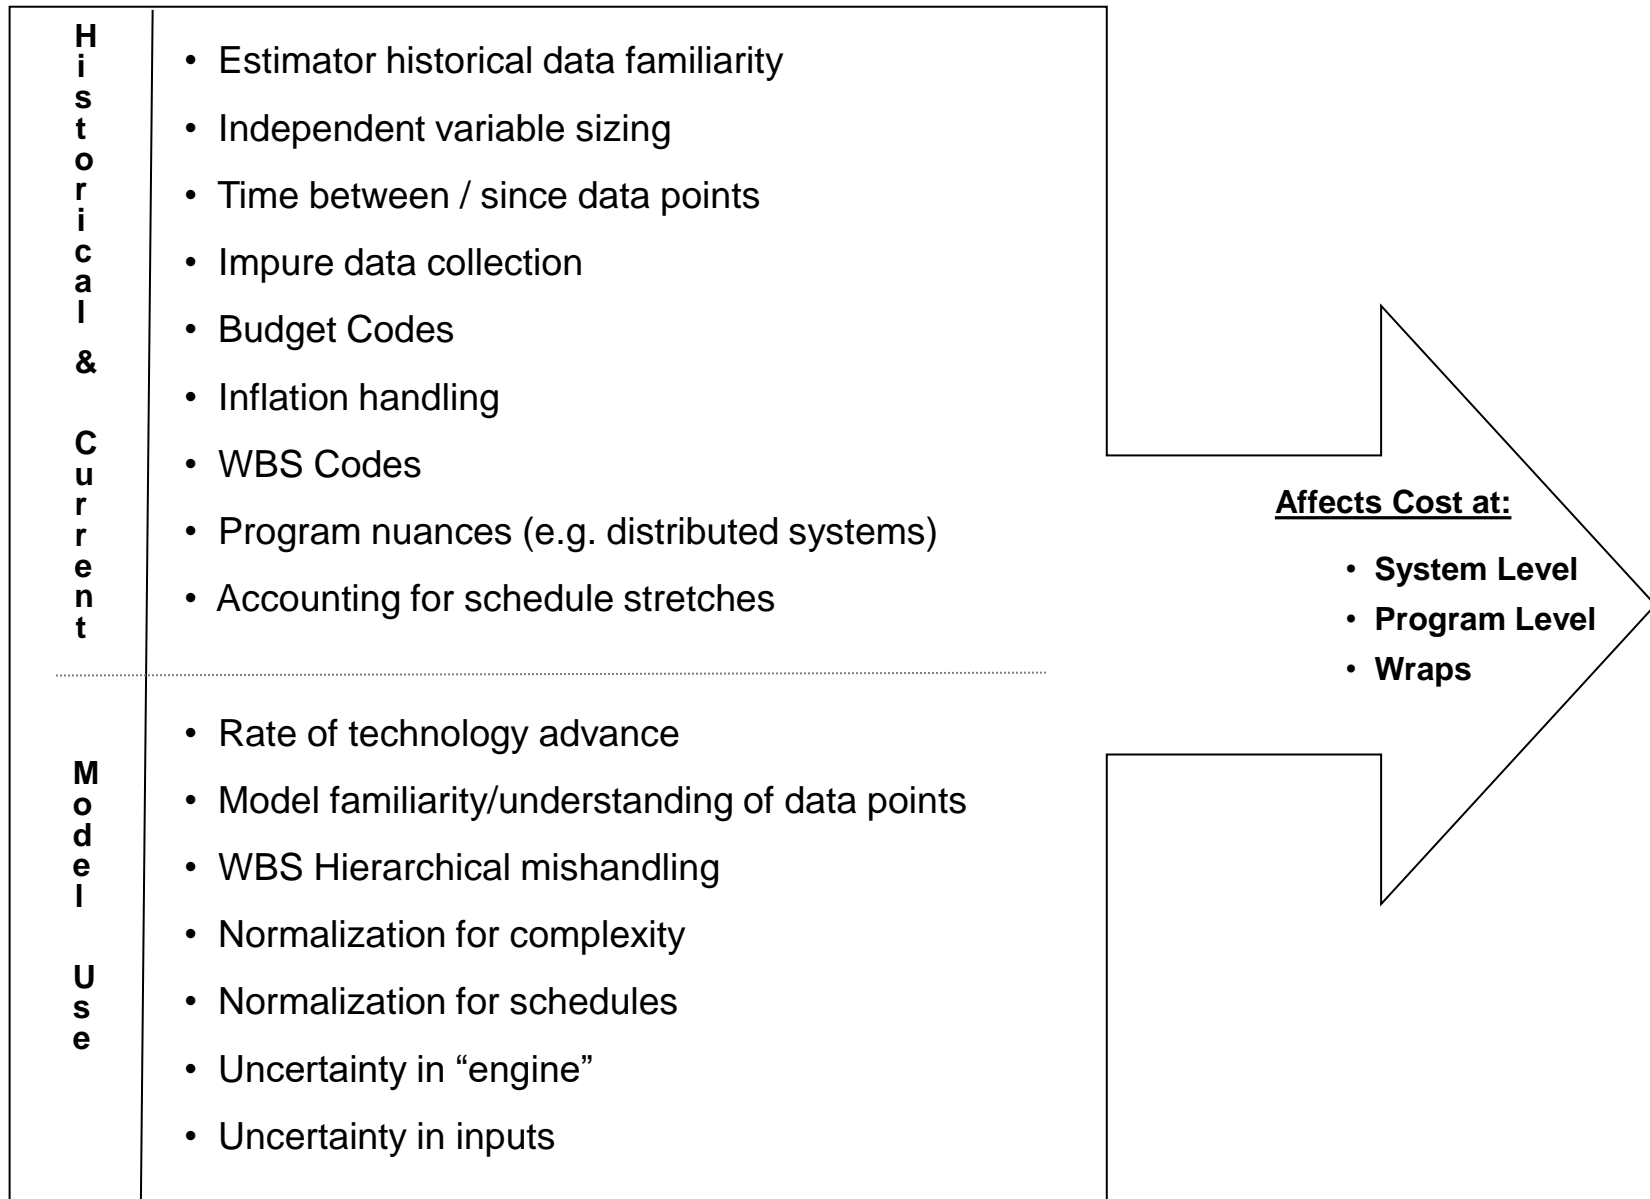 Historical & Current
• Estimator historical data familiarity
• Independent variable sizing
• Time between / since data points
• Impure data collection
• Budget Codes
• Inflation handling
• WBS Codes
• Program nuances (e.g. distributed systems)
• Accounting for schedule stretches
Model Use
• Rate of technology advance
• Model familiarity/understanding of data points
• WBS Hierarchical mishandling
• Normalization for complexity
• Normalization for schedules
• Uncertainty in “engine”
• Uncertainty in inputs
Affects Cost at:
• System Level
• Program Level
• Wraps